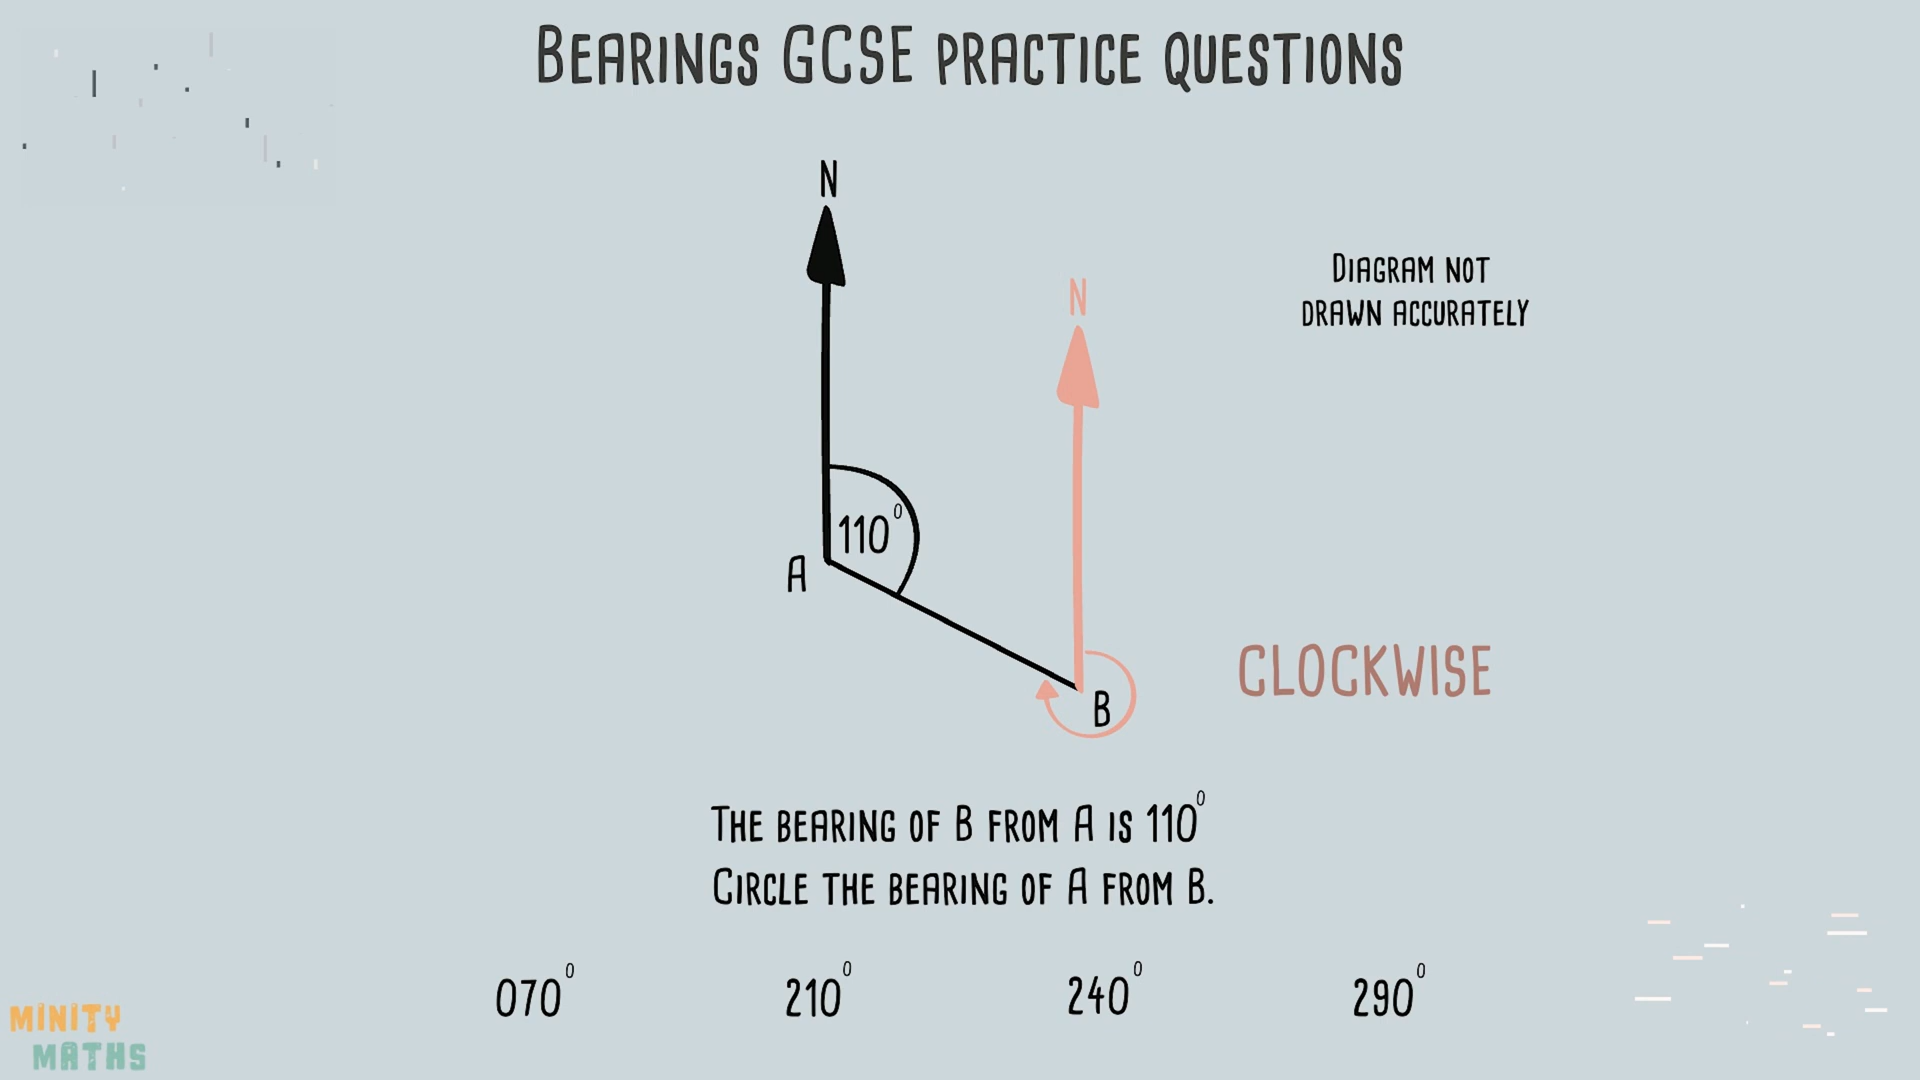 BEARINGS GCSE PRACTICE QUESTIONS
N
N
DIAGRAM NOT
DRAWN ACCURATELY
110°
A
CLOCKWISE
B
THE BEARING OF B FROM A IS 110°
CIRCLE THE BEARING OF A FROM B.
070° 210° 240° 290°
MINITY
MATHS